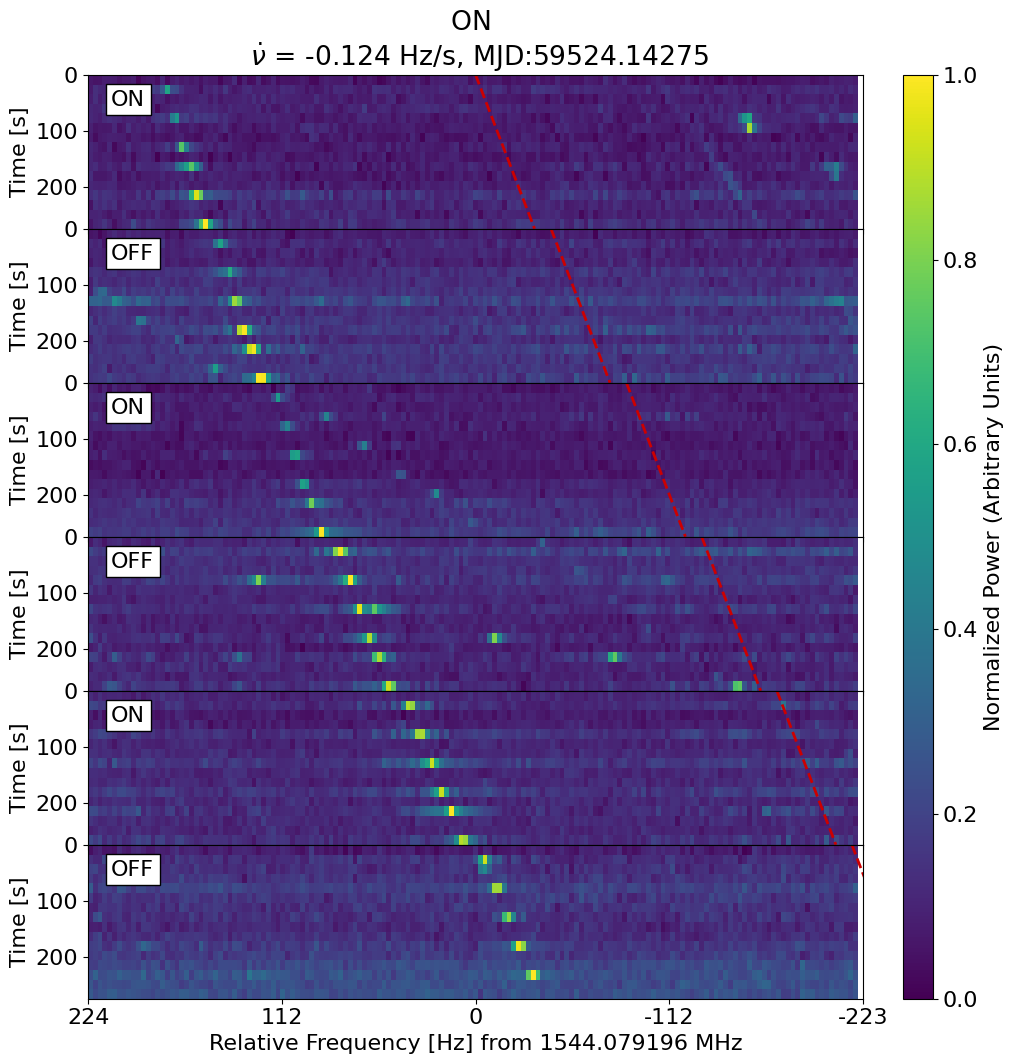 ON
ν̇ = -0.124 Hz/s, MJD:59524.14275
0
ON
100
200
Time [s]
0
OFF
100
200
Time [s]
0
ON
100
200
Time [s]
0
OFF
100
200
Time [s]
0
ON
100
200
Time [s]
0
OFF
100
200
Time [s]
224 112 0 -112 -223
Relative Frequency [Hz] from 1544.079196 MHz
1.0
0.8
0.6
0.4
0.2
0.0
Normalized Power (Arbitrary Units)